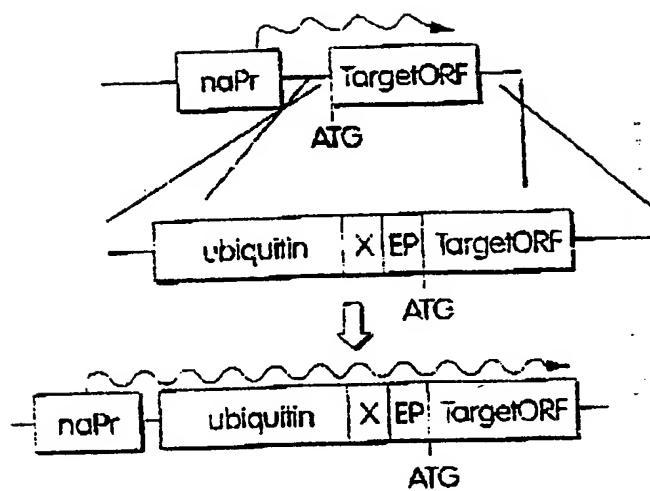 naPr TargetORF
ATG
ubiquitin X EP TargetORF
ATG
naPr ubiquitin X EP TargetORF
ATG